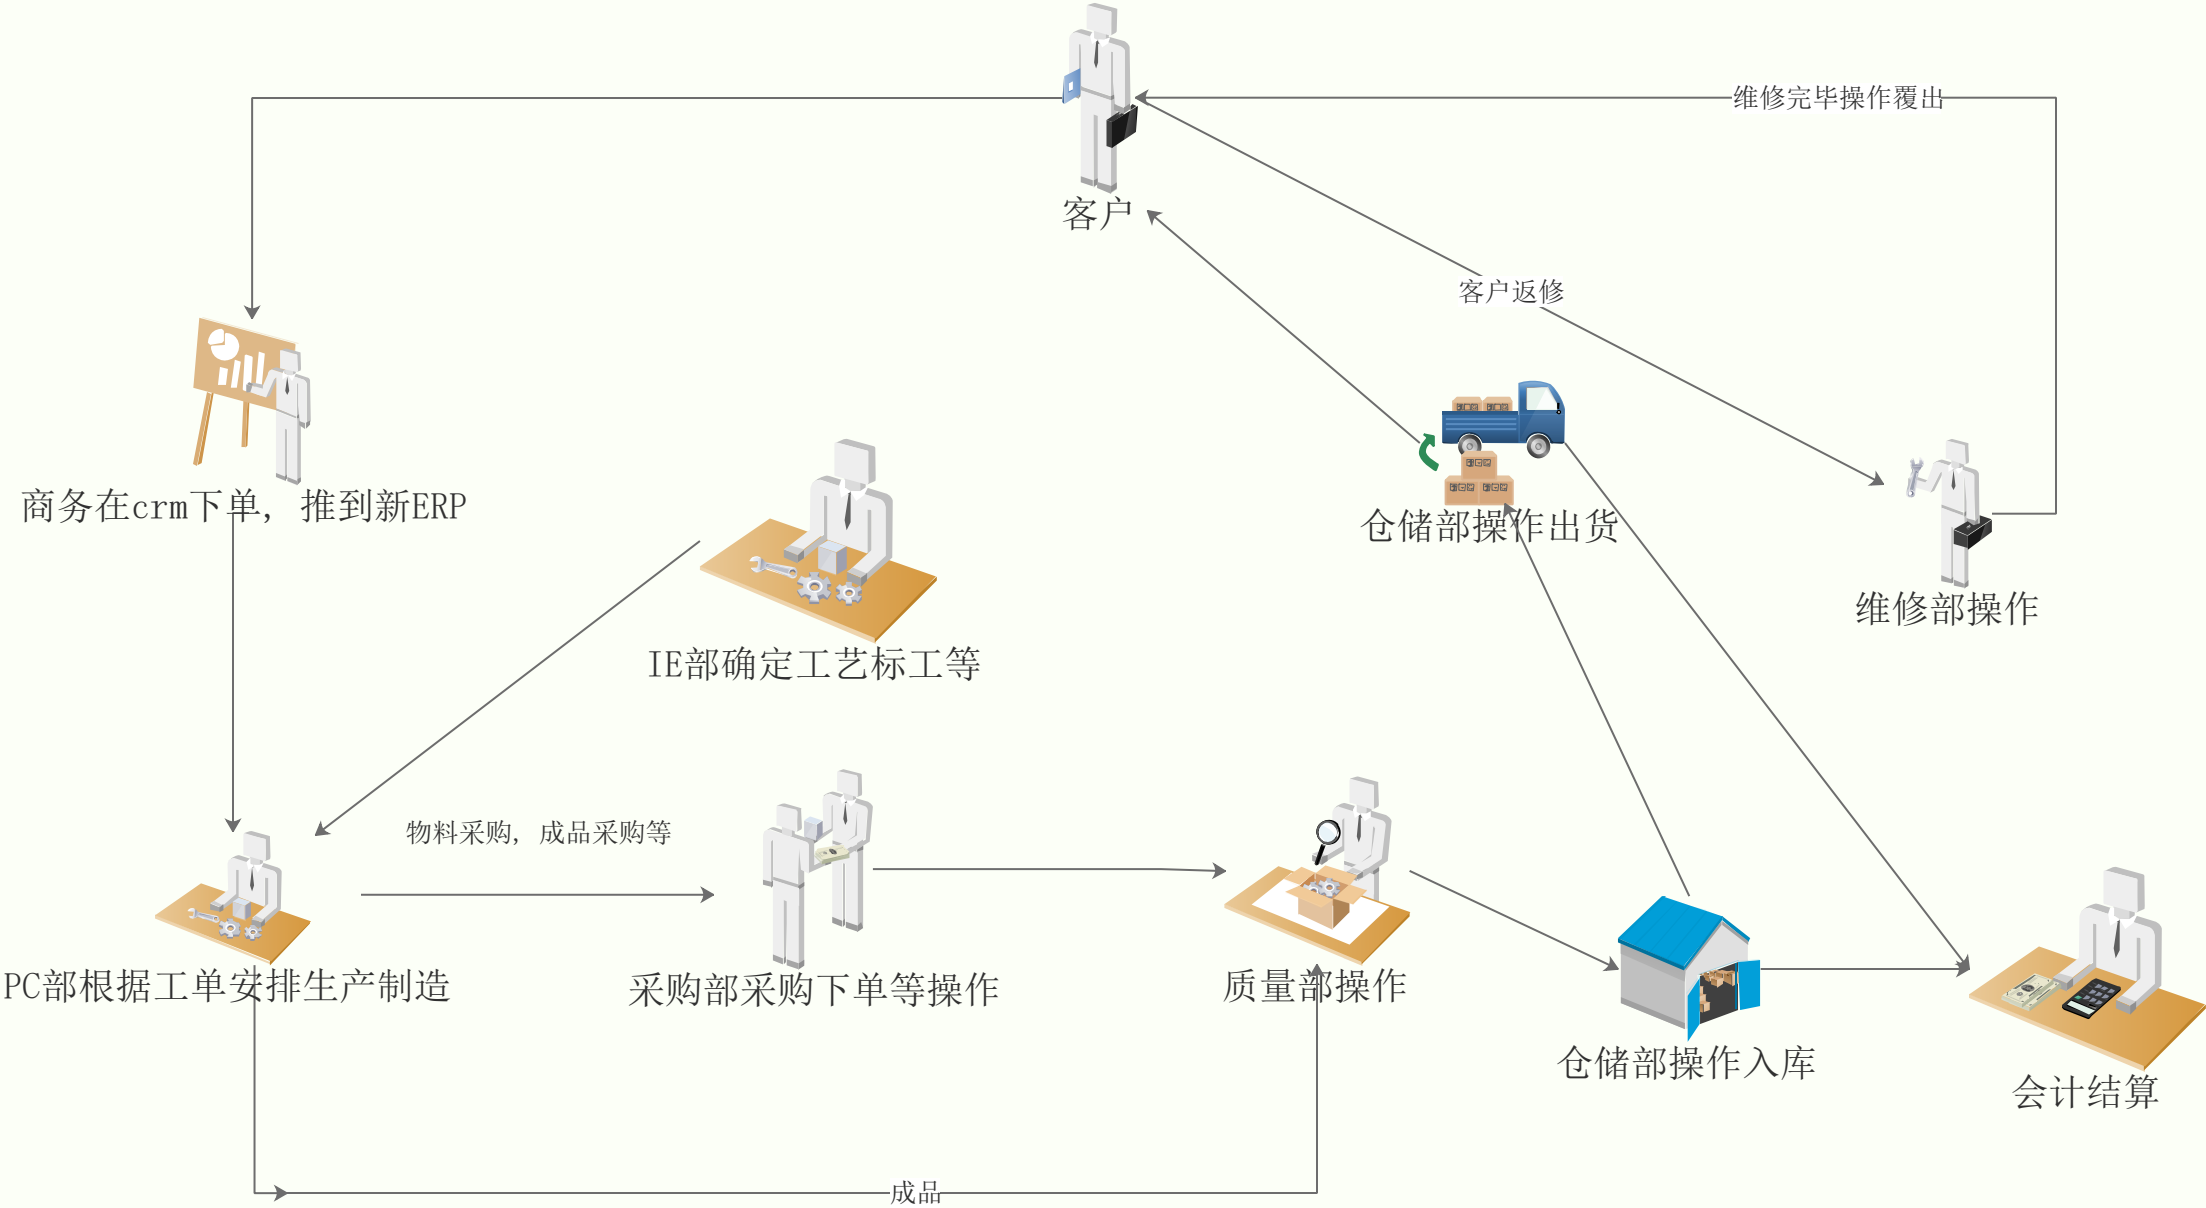 维修完毕操作覆出
客户
客户返修
商务在crm下单，推到新ERP
仓储部操作出货
维修部操作
IE部确定工艺标工等
物料采购，成品采购等
PC部根据工单安排生产制造
采购部采购下单等操作
质量部操作
仓储部操作入库
会计结算
成品